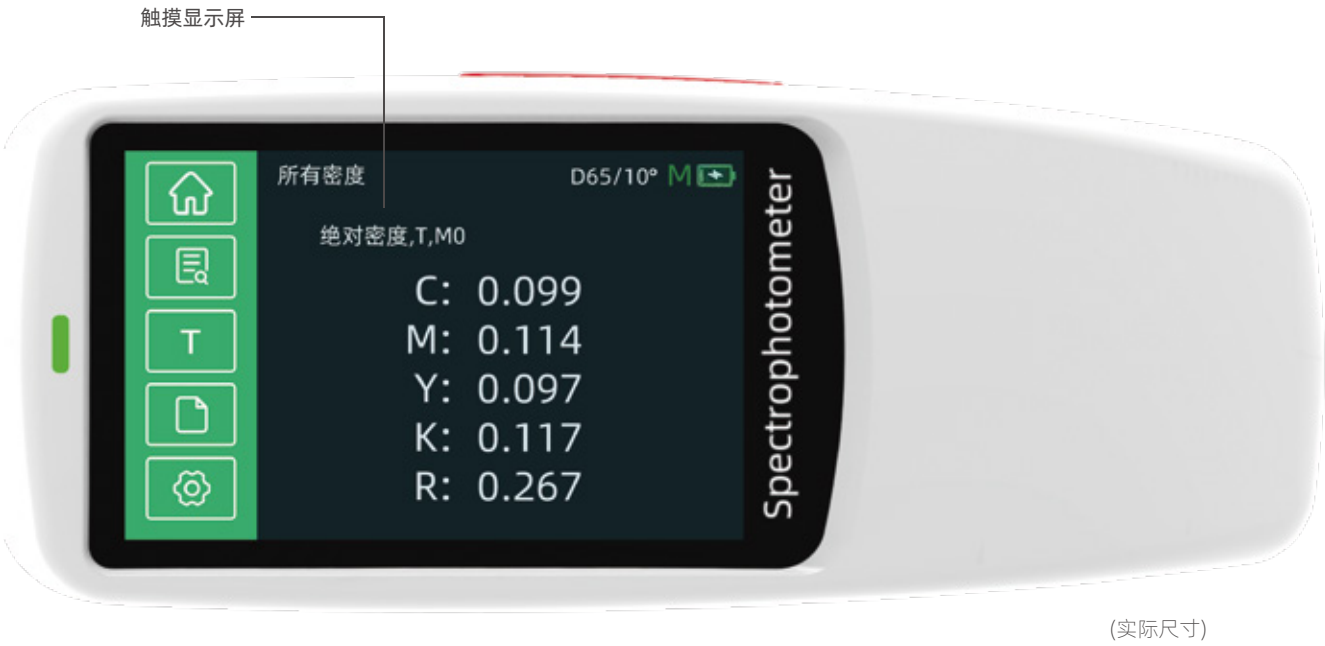 触摸显示屏
所有密度
D65/10° M
绝对密度,T,M0
C: 0.099
M: 0.114
Y: 0.097
K: 0.117
R: 0.267
T
Spectrophotometer
(实际尺寸)